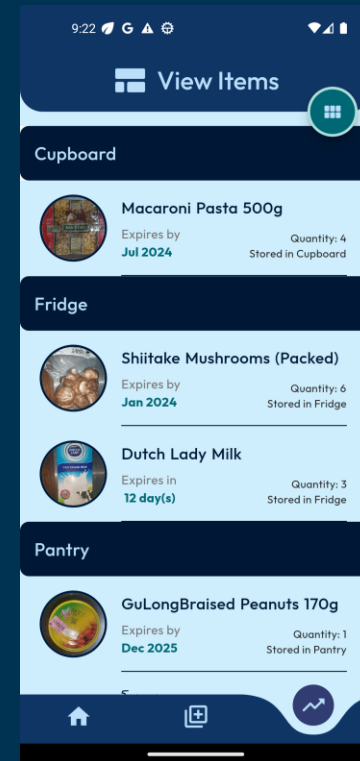 9:22
View Items
Cupboard
Macaroni Pasta 500g
Expires by
Jul 2024
Quantity: 4
Stored in Cupboard
Fridge
Shiitake Mushrooms (Packed)
Expires by
Jan 2024
Quantity: 6
Stored in Fridge
Dutch Lady Milk
Expires in
12 day(s)
Quantity: 3
Stored in Fridge
Pantry
GuLongBraised Peanuts 170g
Expires by
Dec 2025
Quantity: 1
Stored in Pantry